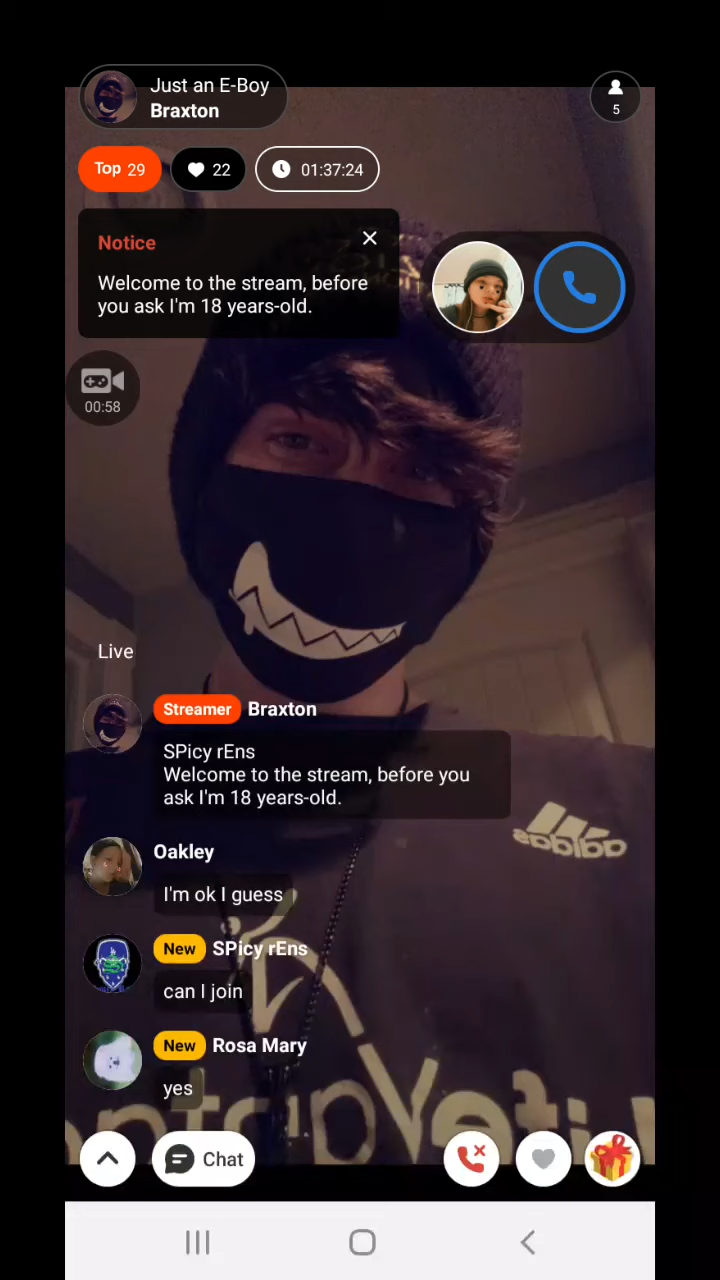 Just an E-Boy
Braxton
5
Top 29
22
01:37:24
Notice
Welcome to the stream, before
you ask I'm 18 years-old.
00:58
Live
Streamer Braxton
SPicy rEns
Welcome to the stream, before you
ask I'm 18 years-old.
adidas
Oakley
I'm ok I guess
New SPicy rEns
can I join
New Rosa Mary
yes
Chat